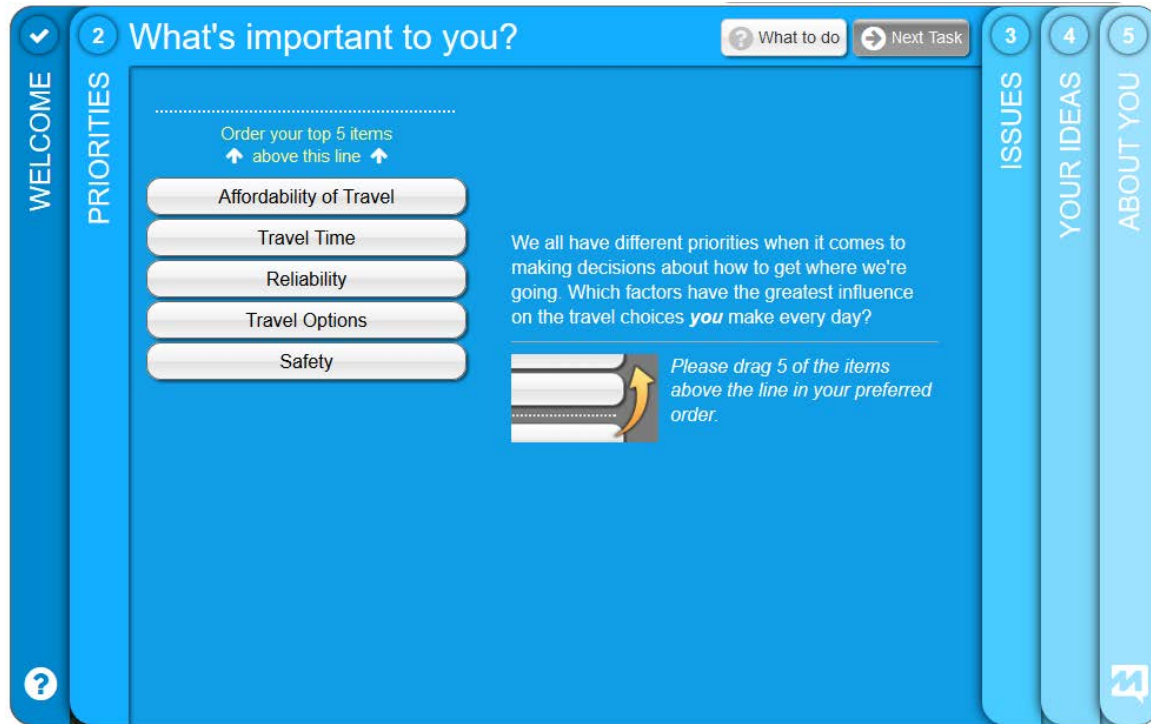 WELCOME
2
PRIORITIES
What's important to you?
? What to do
Next Task
Order your top 5 items
above this line
Affordability of Travel
Travel Time
Reliability
Travel Options
Safety
We all have different priorities when it comes to
making decisions about how to get where we're
going. Which factors have the greatest influence
on the travel choices you make every day?
Please drag 5 of the items
above the line in your preferred
order.
3
ISSUES
4
YOUR IDEAS
5
ABOUT YOU
?
M